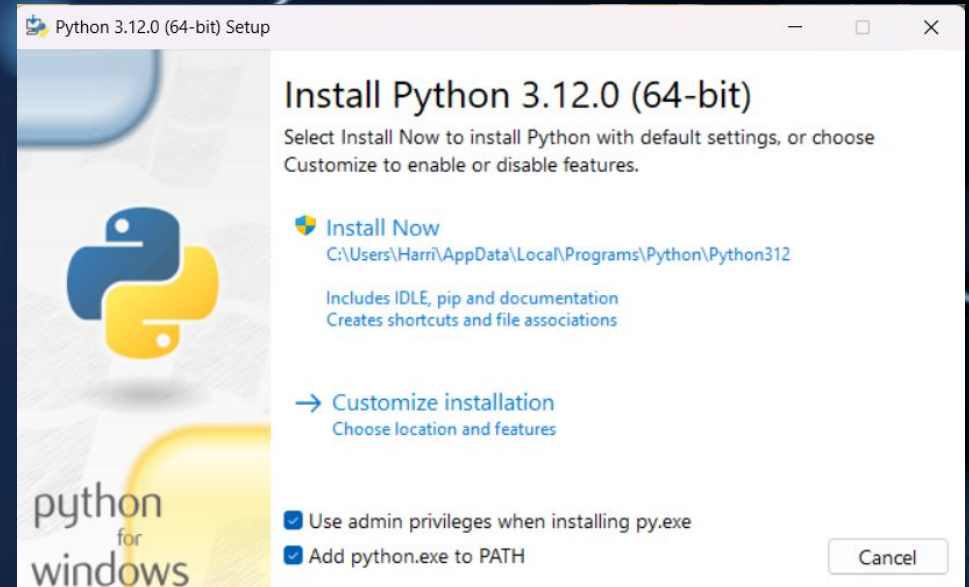 Python 3.12.0 (64-bit) Setup
Install Python 3.12.0 (64-bit)
Select Install Now to install Python with default settings, or choose
Customize to enable or disable features.
Install Now
C:\Users\Harri\AppData\Local\Programs\Python\Python312
Includes IDLE, pip and documentation
Creates shortcuts and file associations
Customize installation
Choose location and features
python
for
windows
Use admin privileges when installing py.exe
Add python.exe to PATH
Cancel